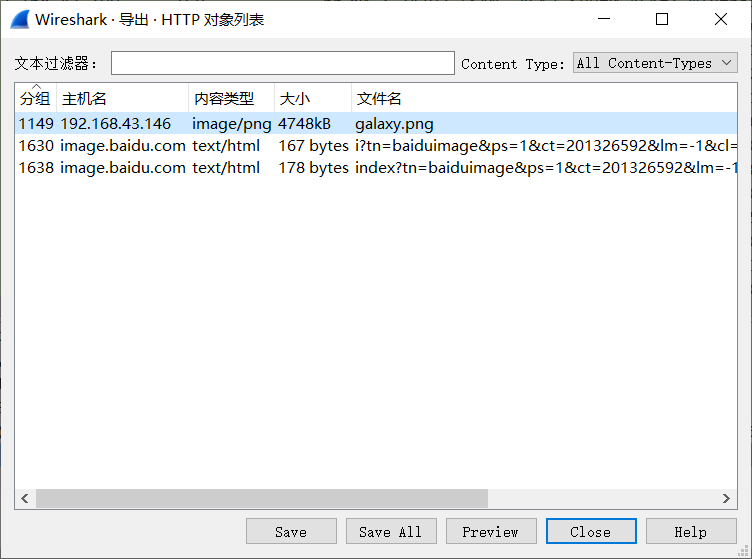 Wireshark · 导出 · HTTP 对象列表
文本过滤器： Content Type: All Content-Types
分组 主机名 内容类型 大小 文件名
1149 192.168.43.146 image/png 4748kB galaxy.png
1630 image.baidu.com text/html 167 bytes i?tn=baiduimage&ps=1&ct=201326592&lm=-1&cl=
1638 image.baidu.com text/html 178 bytes index?tn=baiduimage&ps=1&ct=201326592&lm=-1
Save Save All Preview Close Help